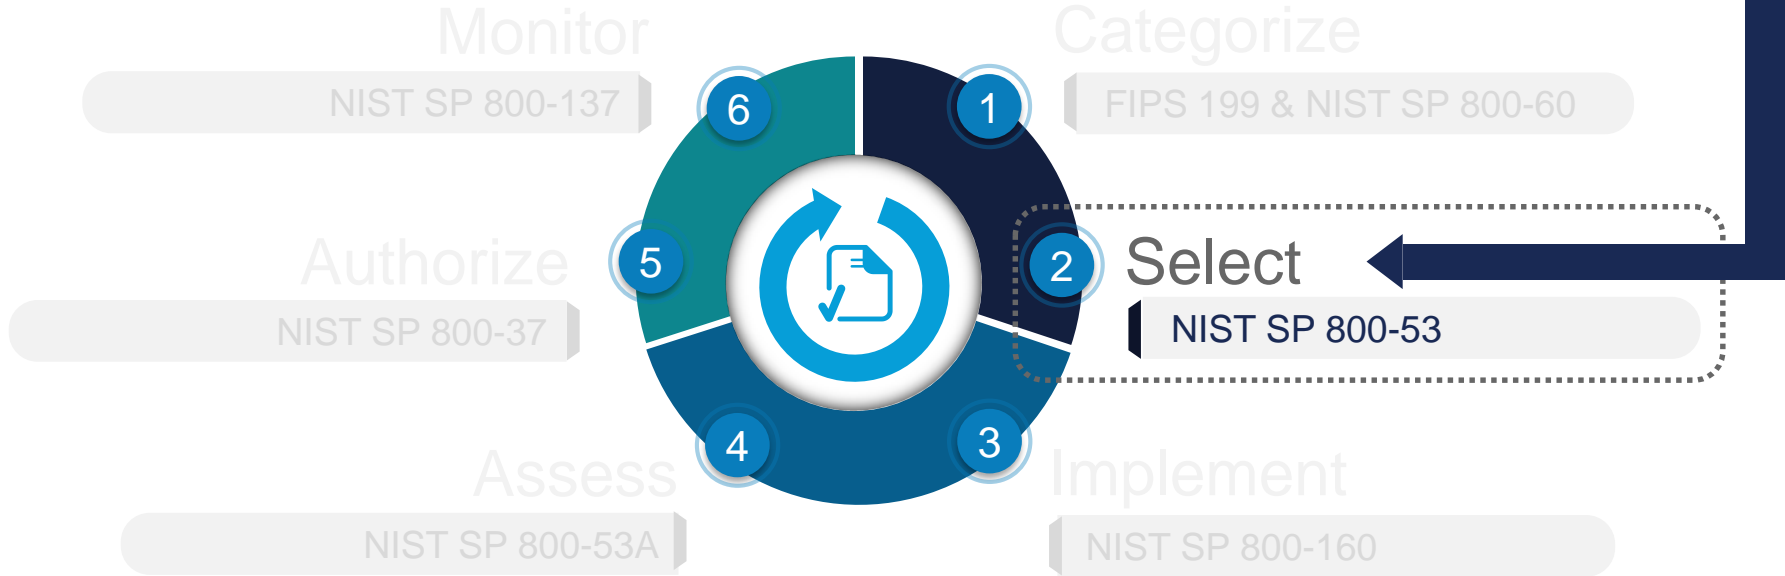 Monitor
NIST SP 800-137
6
1
Categorize
FIPS 199 & NIST SP 800-60
Authorize
NIST SP 800-37
5
2
Select
NIST SP 800-53
Assess
NIST SP 800-53A
4
3
Implement
NIST SP 800-160